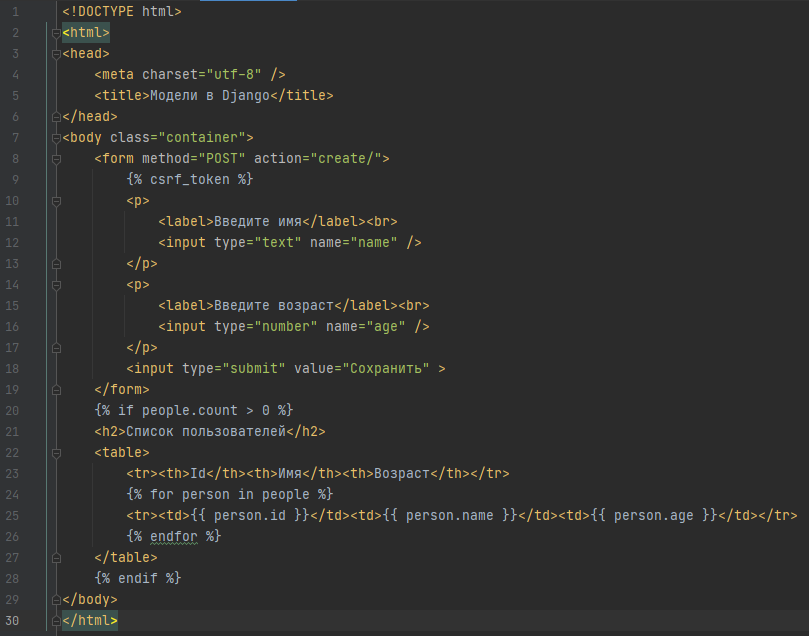 1 <!DOCTYPE html>
2 <html>
3 <head>
4     <meta charset="utf-8" />
5     <title>Модели в Django</title>
6 </head>
7 <body class="container">
8     <form method="POST" action="create/">
9         {% csrf_token %}
10         <p>
11             <label>Введите имя</label><br>
12             <input type="text" name="name" />
13         </p>
14         <p>
15             <label>Введите возраст</label><br>
16             <input type="number" name="age" />
17         </p>
18         <input type="submit" value="Сохранить" >
19     </form>
20     {% if people.count > 0 %}
21     <h2>Список пользователей</h2>
22     <table>
23         <tr><th>Id</th><th>Имя</th><th>Возраст</th></tr>
24         {% for person in people %}
25         <tr><td>{{ person.id }}</td><td>{{ person.name }}</td><td>{{ person.age }}</td></tr>
26         {% endfor %}
27     </table>
28     {% endif %}
29 </body>
30 </html>